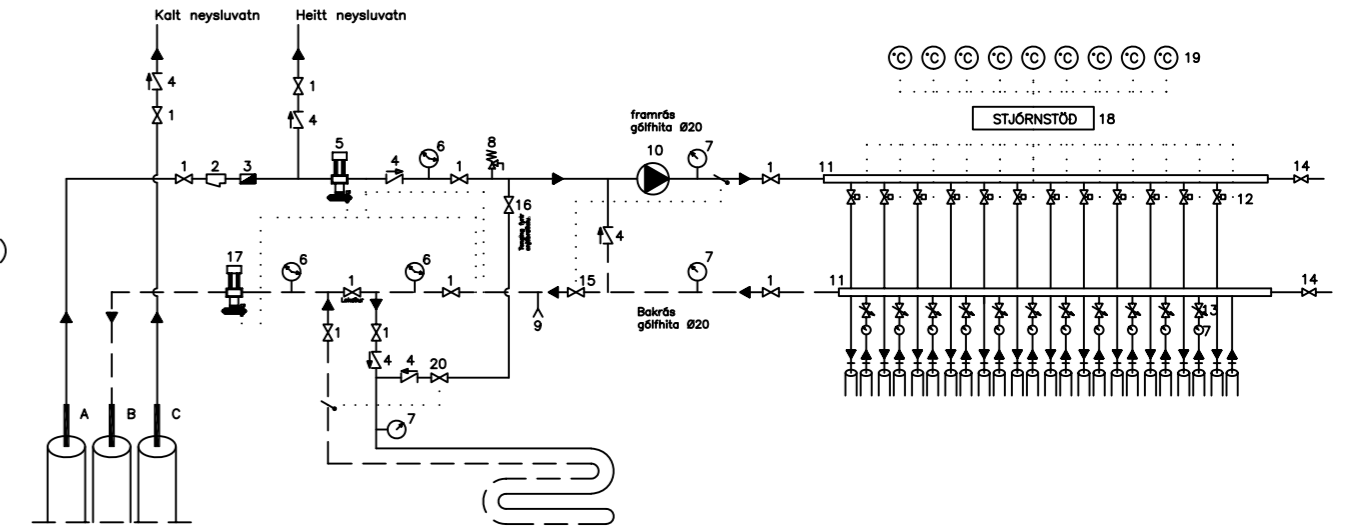 Kalt neysluvatn
Heitt neysluvatn
°C °C °C °C °C °C °C °C °C 19
4
1
1
4
framrás
gólfhita Ø20
STJÓRNSTÖÐ 18
1 2 3 5 4 6 1 8 10 7 1 11 14
16
12
4
17 6 1 6 1 15 7 1 11 14
9
Bakrás
gólfhita Ø20
13
7
1 1
4 4 20
7
A B C